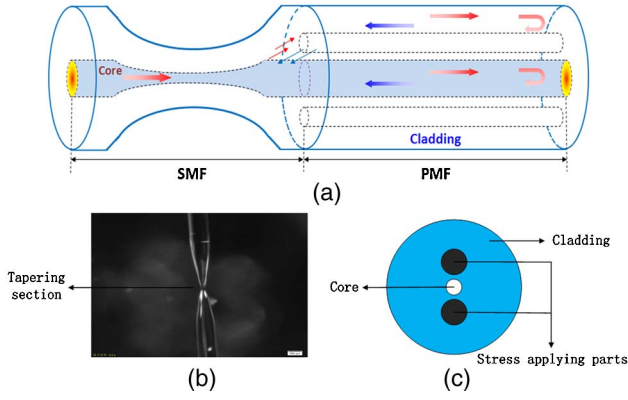 Core
Cladding
SMF
PMF
(a)
Tapering
section
Cladding
Core
Stress applying parts
(b)
(c)